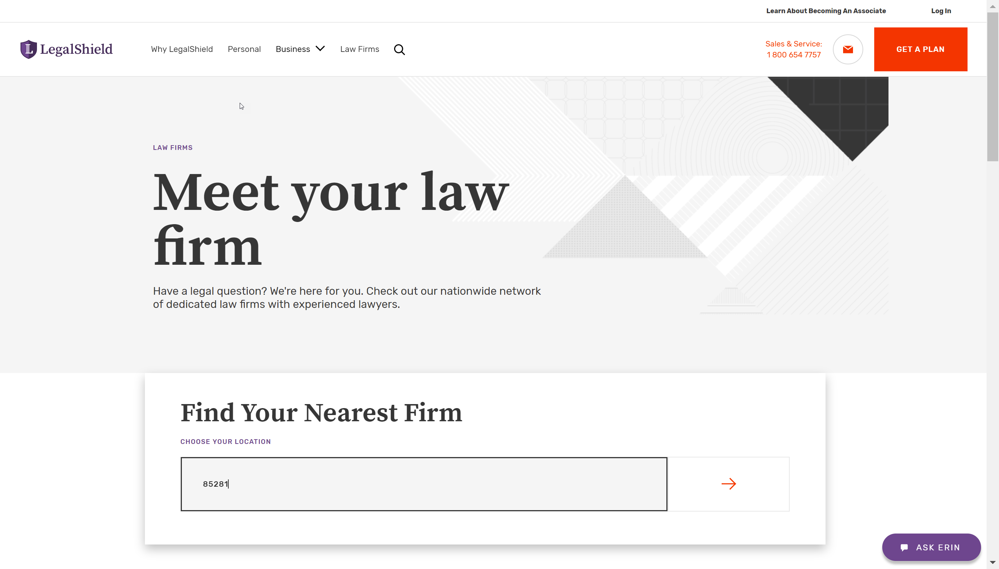 Learn About Becoming An Associate
Log In
LegalShield
Why LegalShield
Personal
Business
Law Firms
Sales & Service:
1 800 654 7757
GET A PLAN
LAW FIRMS
Meet your law
firm
Have a legal question? We're here for you. Check out our nationwide network
of dedicated law firms with experienced lawyers.
Find Your Nearest Firm
CHOOSE YOUR LOCATION
85281
ASK ERIN